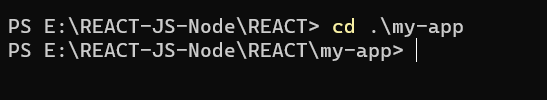 PS E:\REACT-JS-Node\REACT> cd .\my-app
PS E:\REACT-JS-Node\REACT\my-app>